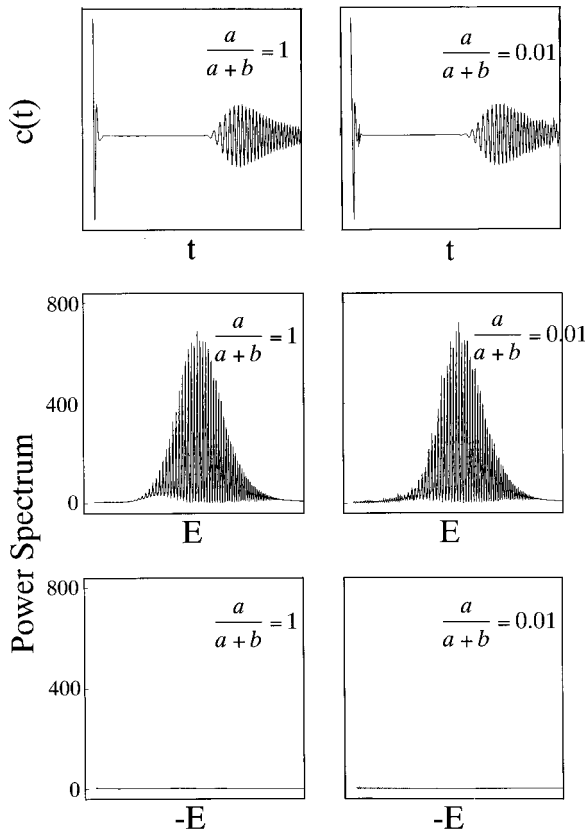 a/(a+b) = 1
a/(a+b) = 0.01
c(t)
t
t
800
400
0
a/(a+b) = 1
a/(a+b) = 0.01
E
E
Power Spectrum
800
400
0
a/(a+b) = 1
a/(a+b) = 0.01
-E
-E